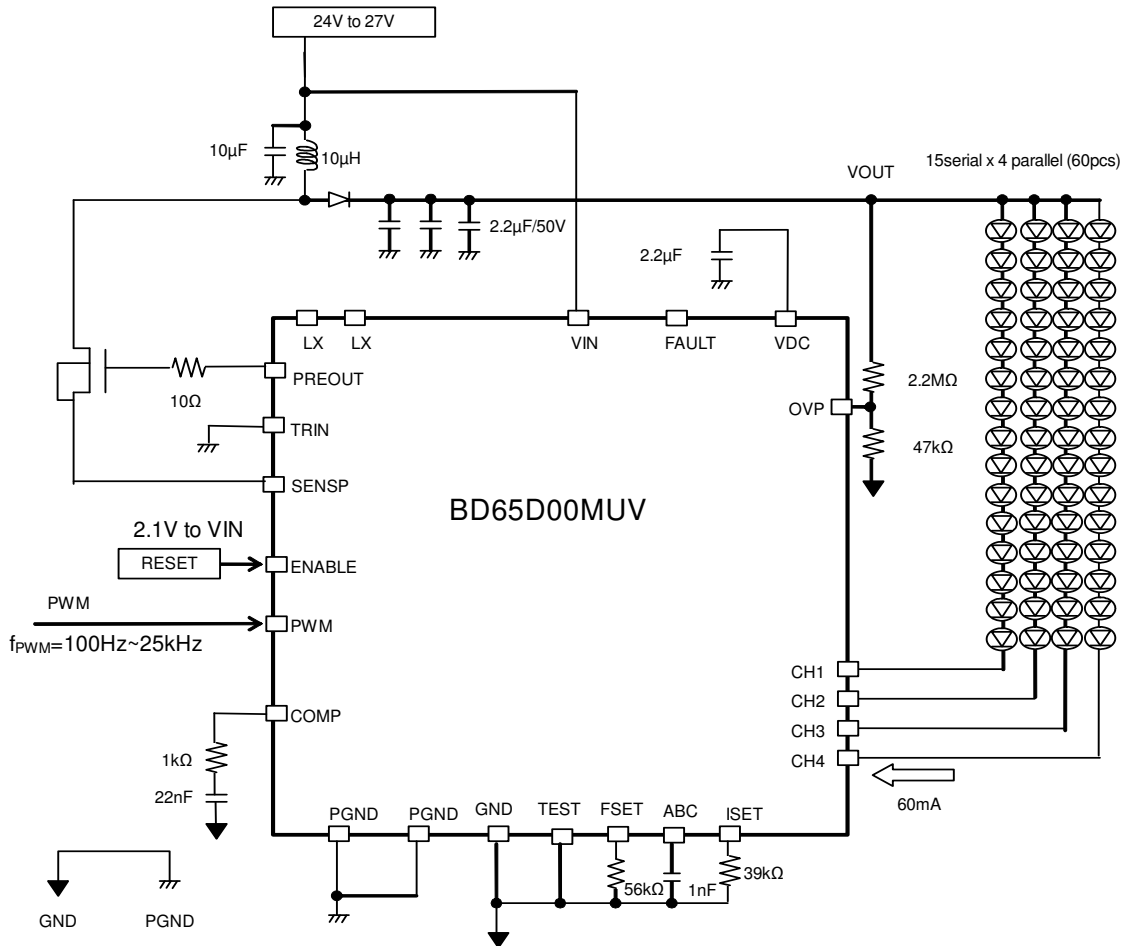 24V to 27V
10µF
10µH
VOUT
15serial x 4 parallel (60pcs)
2.2µF/50V
2.2µF
LX
LX
VIN
FAULT
VDC
PREOUT
10Ω
2.2MΩ
OVP
TRIN
47kΩ
SENSP
BD65D00MUV
2.1V to VIN
RESET
ENABLE
PWM
PWM
fPWM=100Hz~25kHz
CH1
CH2
COMP
CH3
1kΩ
CH4
22nF
60mA
PGND
PGND
GND
TEST
FSET
ABC
ISET
56kΩ
1nF
39kΩ
GND
PGND